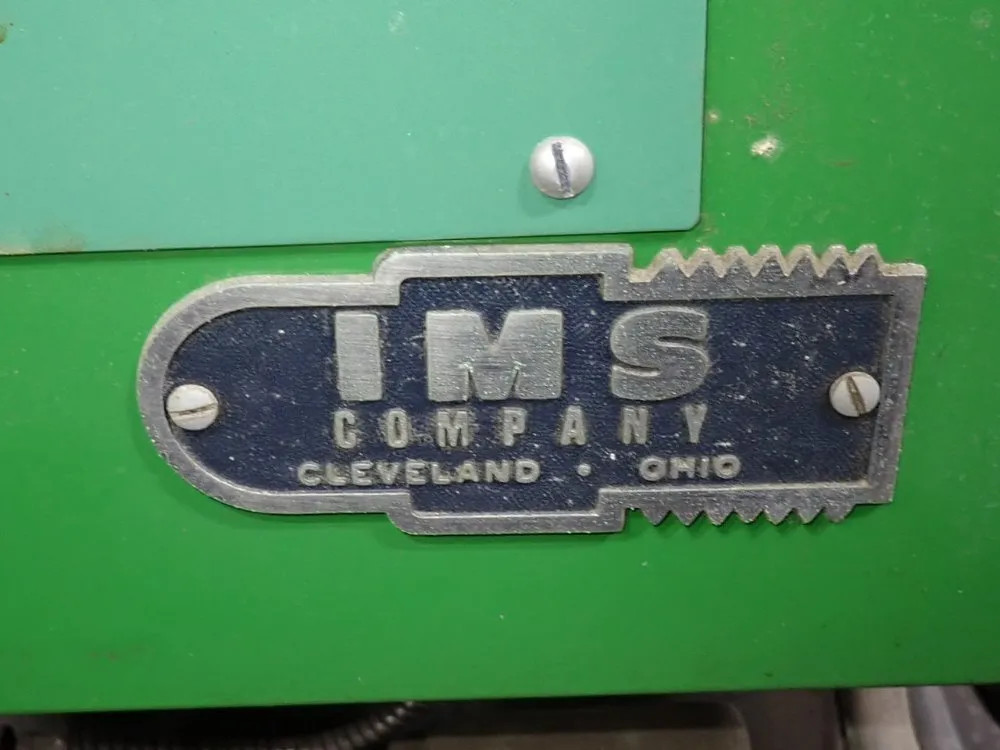 IMS
COMPANY
CLEVELAND · OHIO